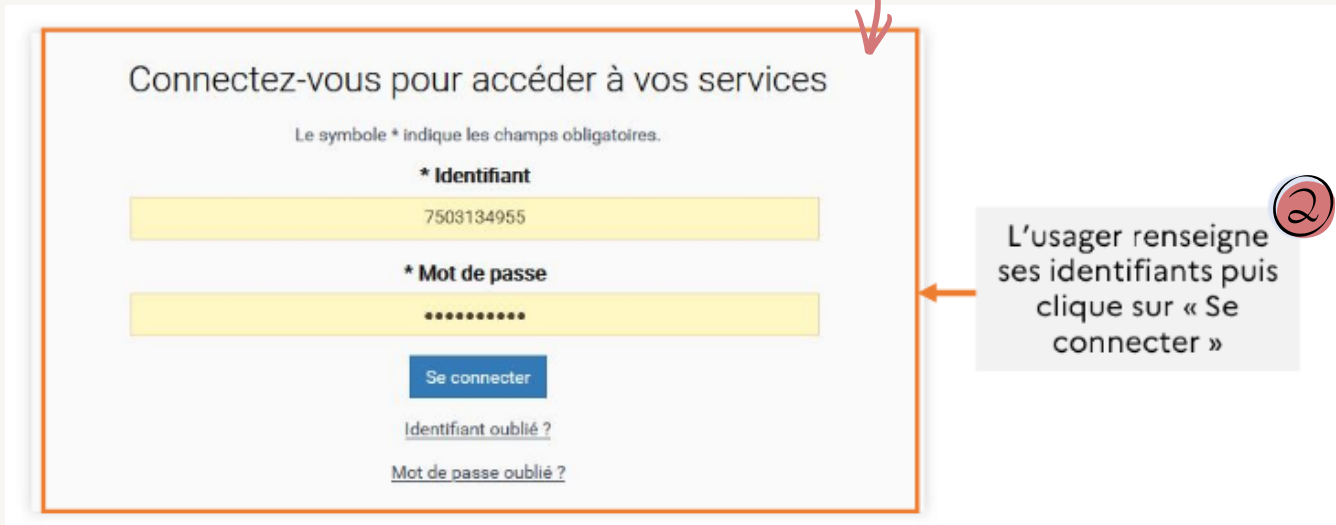 Connectez-vous pour accéder à vos services
Le symbole * indique les champs obligatoires.
* Identifiant
7503134955
* Mot de passe
••••••••••
Se connecter
Identifiant oublié ?
Mot de passe oublié ?
2
L'usager renseigne
ses identifiants puis
clique sur « Se
connecter »